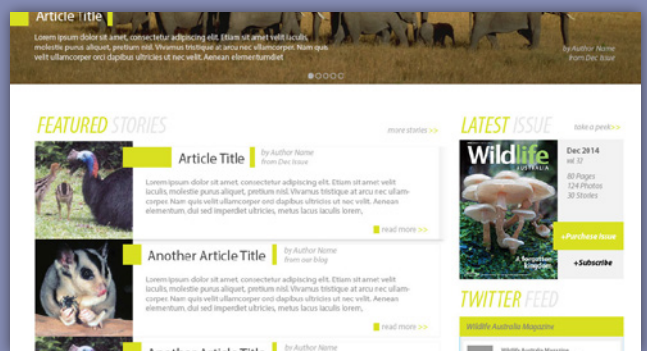 Article Title
Lorem ipsum dolor sit amet, consectetur adipiscing elit. Etiam sit amet velit iaculis,
molestie purus aliquet, pretium nisl. Vivamus tristique at arcu nec ullamcorper. Nam quis
velit ullamcorper orci dapibus ultricies ut nec velit. Aenean elementumdiet
by Author Name
from Dec Issue
FEATURED STORIES
more stories >>
Article Title
by Author Name
from Dec Issue
Lorem ipsum dolor sit amet, consectetur adipiscing elit. Etiam sit amet velit
iaculis, molestie purus aliquet, pretium nisl. Vivamus tristique at arcu nec ullam-
corper. Nam quis velit ullamcorper orci dapibus ultricies ut nec velit. Aenean
elementum, dui sed imperdiet ultricies, metus lacus iaculis lorem,
read more >>
Another Article Title
by Author Name
from our blog
Lorem ipsum dolor sit amet, consectetur adipiscing elit. Etiam sit amet velit
iaculis, molestie purus aliquet, pretium nisl. Vivamus tristique at arcu nec ullam-
corper. Nam quis velit ullamcorper orci dapibus ultricies ut nec velit. Aenean
elementum, dui sed imperdiet ultricies, metus lacus iaculis lorem,
read more >>
Another Article Title
by Author Name
LATEST ISSUE
take a peek>>
Wildlife
AUSTRALIA
A forgotten
kingdom
Dec 2014
vol. 32
80 Pages
124 Photos
30 Stories
+Purchase Issue
+Subscribe
TWITTER FEED
Wildlife Australia Magazine
Wildlife Australia Magazine